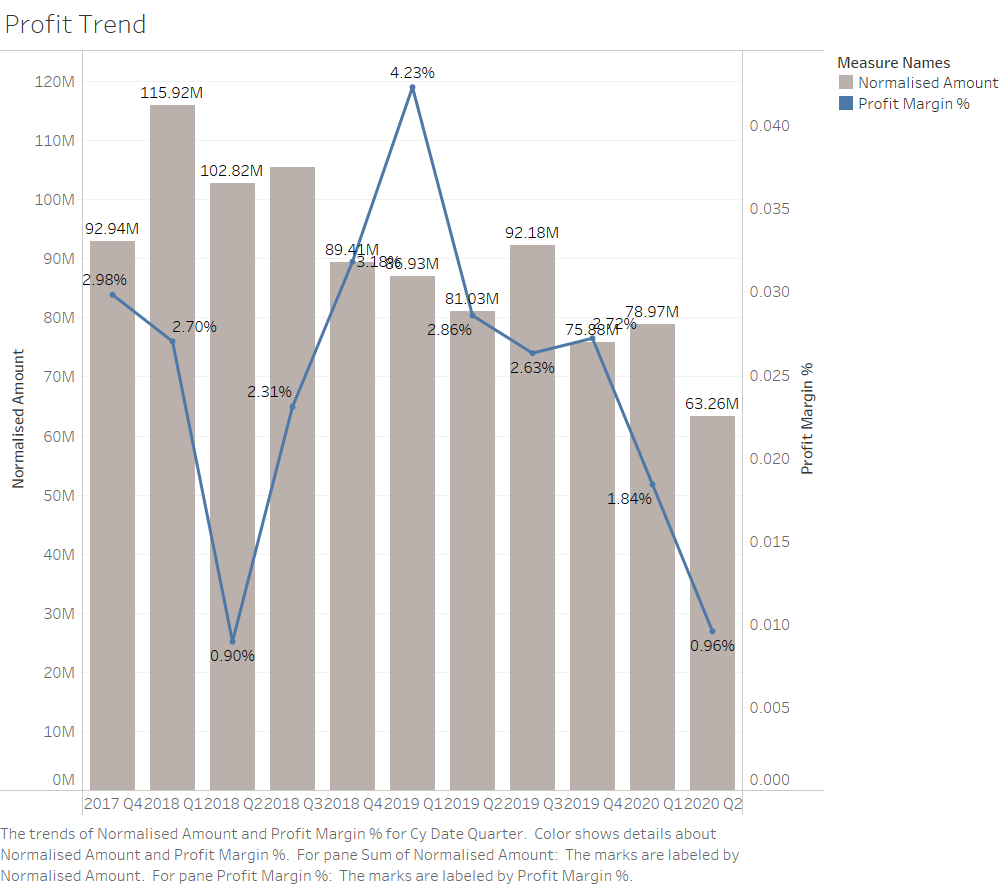 Profit Trend
Measure Names
Normalised Amount
Profit Margin %
Normalised Amount
120M
110M
100M
90M
80M
70M
60M
50M
40M
30M
20M
10M
0M
92.94M
115.92M
102.82M
89.41M
86.93M
81.03M
92.18M
75.88M
78.97M
63.26M
2.98%
2.70%
0.90%
2.31%
3.18%
4.23%
2.86%
2.63%
2.72%
1.84%
0.96%
0.040
0.035
0.030
0.025
0.020
0.015
0.010
0.005
0.000
Profit Margin %
2017 Q4 2018 Q1 2018 Q2 2018 Q3 2018 Q4 2019 Q1 2019 Q2 2019 Q3 2019 Q4 2020 Q1 2020 Q2
The trends of Normalised Amount and Profit Margin % for Cy Date Quarter.  Color shows details about
Normalised Amount and Profit Margin %.  For pane Sum of Normalised Amount:  The marks are labeled by
Normalised Amount.  For pane Profit Margin %:  The marks are labeled by Profit Margin %.